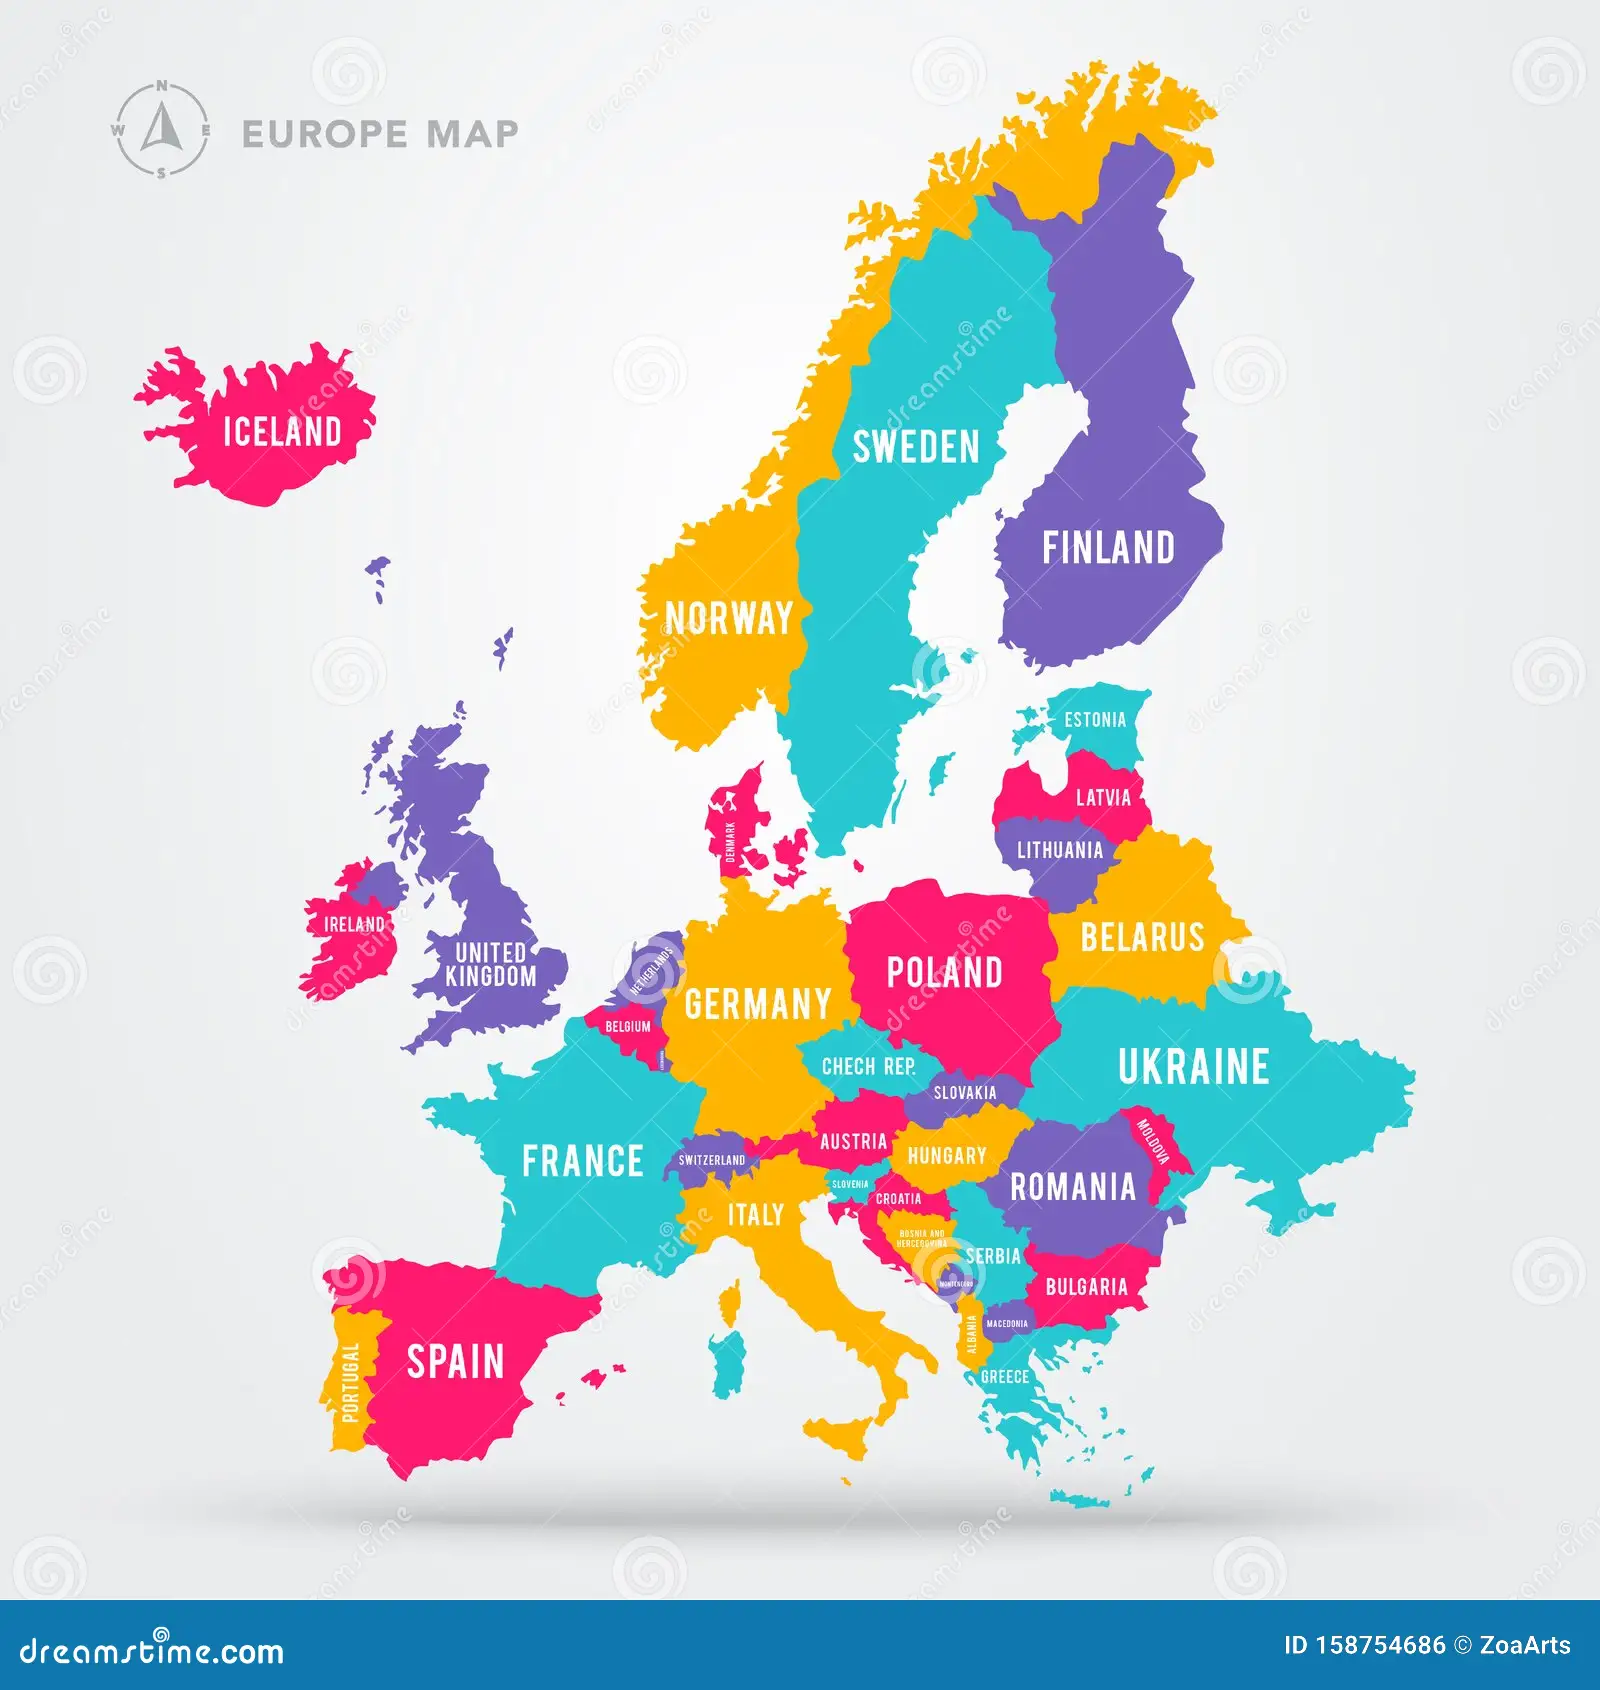 N
W
E
S
EUROPE MAP
ICELAND
SWEDEN
FINLAND
NORWAY
ESTONIA
LATVIA
DENMARK
LITHUANIA
IRELAND
BELARUS
UNITED
KINGDOM
NETHERLANDS
POLAND
GERMANY
BELGIUM
CHECH REP.
UKRAINE
SLOVAKIA
AUSTRIA
MOLDOVA
HUNGARY
FRANCE
SWITZERLAND
SLOVENIA
ROMANIA
CROATIA
ITALY
BOSNIA AND
HERCEGOVINA
SERBIA
MONTENEGRO
BULGARIA
MACEDONIA
ALBANIA
SPAIN
PORTUGAL
GREECE
dreamstime.com
ID 158754686 © ZoaArts